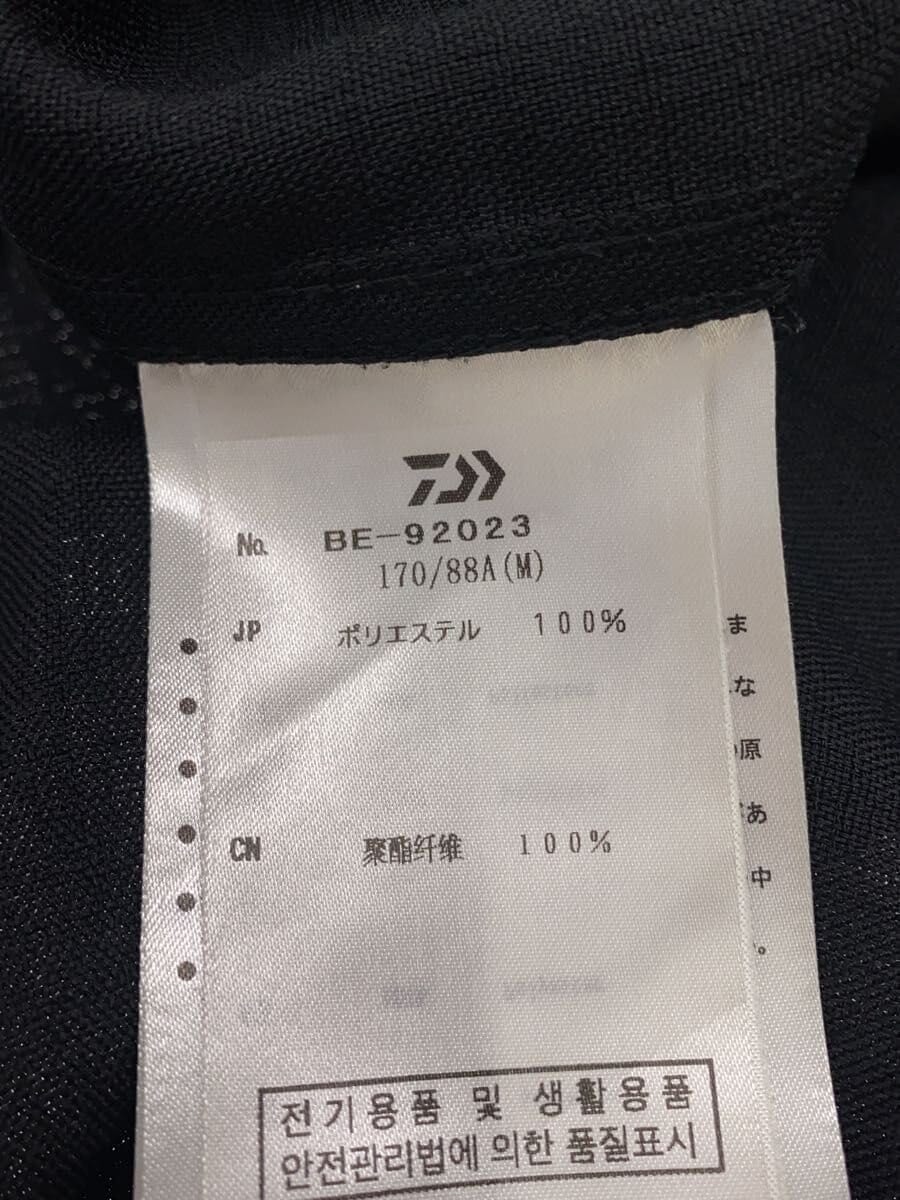 No. BE-92023
170/88A(M)
JP ポリエステル 100%
CN 聚酯纤维 100%
전기용품 및 생활용품
안전관리법에 의한 품질표시
ま
な
原
あ
中
。